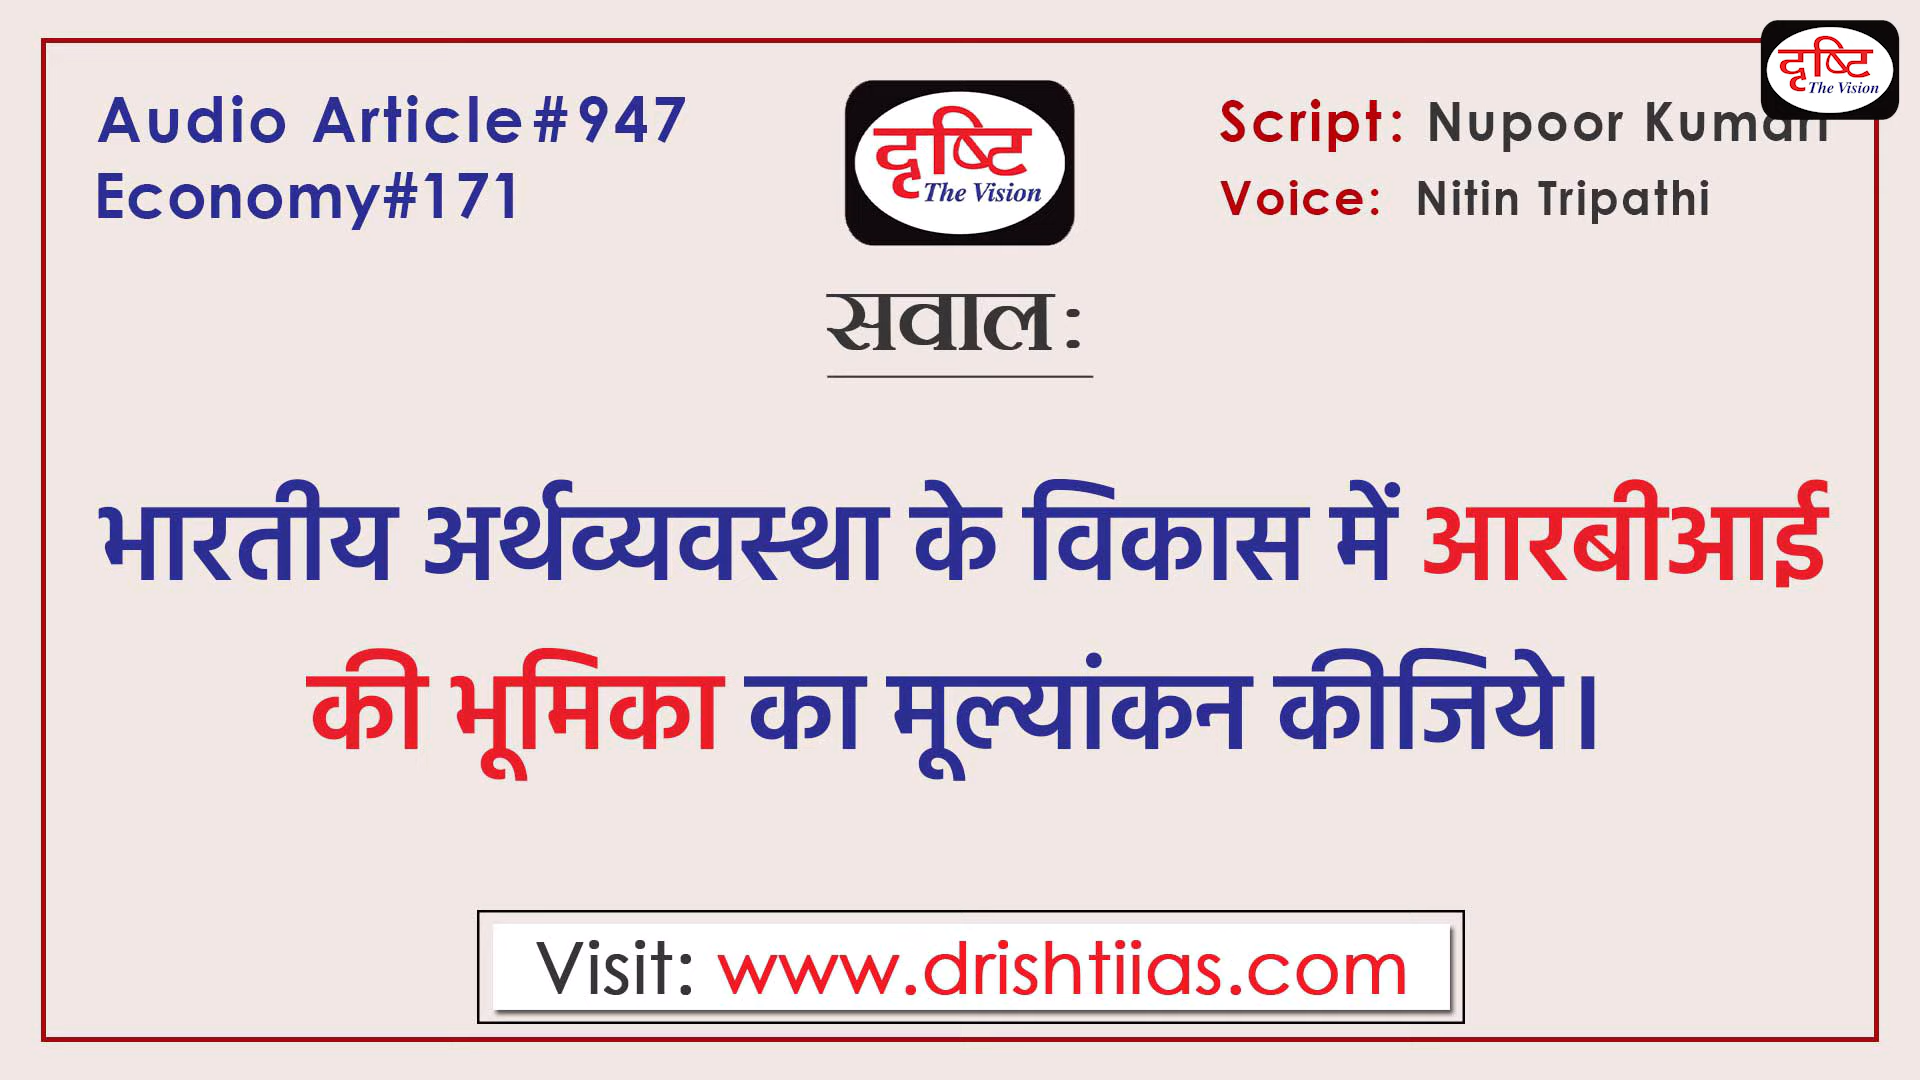 Audio Article#947
Economy#171
दृष्टि
The Vision
Script: Nupoor Kumari
Voice: Nitin Tripathi
दृष्टि
The Vision
सवाल:
भारतीय अर्थव्यवस्था के विकास में आरबीआई
की भूमिका का मूल्यांकन कीजिये।
Visit: www.drishtiias.com